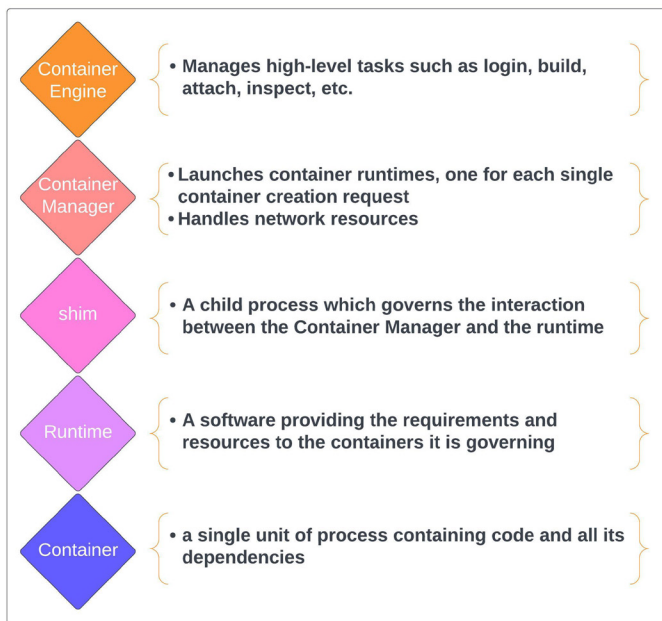 Container
Engine
• Manages high-level tasks such as login, build,
attach, inspect, etc.
Container
Manager
• Launches container runtimes, one for each single
container creation request
• Handles network resources
shim
• A child process which governs the interaction
between the Container Manager and the runtime
Runtime
• A software providing the requirements and
resources to the containers it is governing
Container
• a single unit of process containing code and all its
dependencies